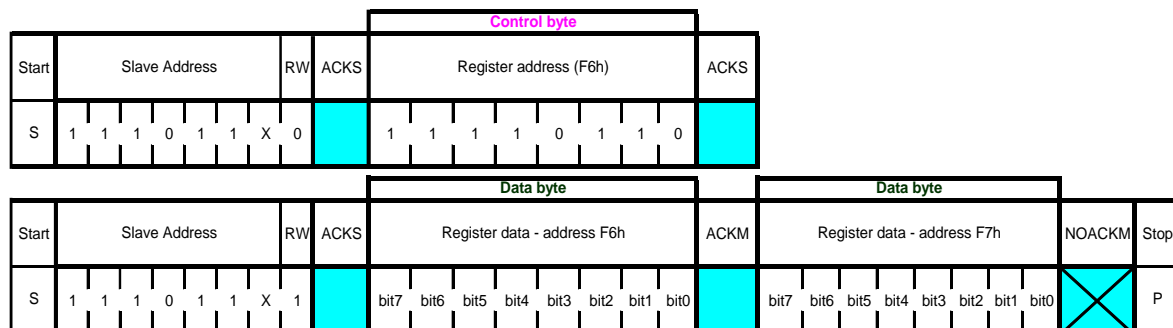 Control byte
Start Slave Address RW ACKS Register address (F6h) ACKS
S 1 1 1 0 1 1 X 0 1 1 1 1 0 1 1 0
Data byte Data byte
Start Slave Address RW ACKS Register data - address F6h ACKM Register data - address F7h NOACKM Stop
S 1 1 1 0 1 1 X 1 bit7 bit6 bit5 bit4 bit3 bit2 bit1 bit0 bit7 bit6 bit5 bit4 bit3 bit2 bit1 bit0 P